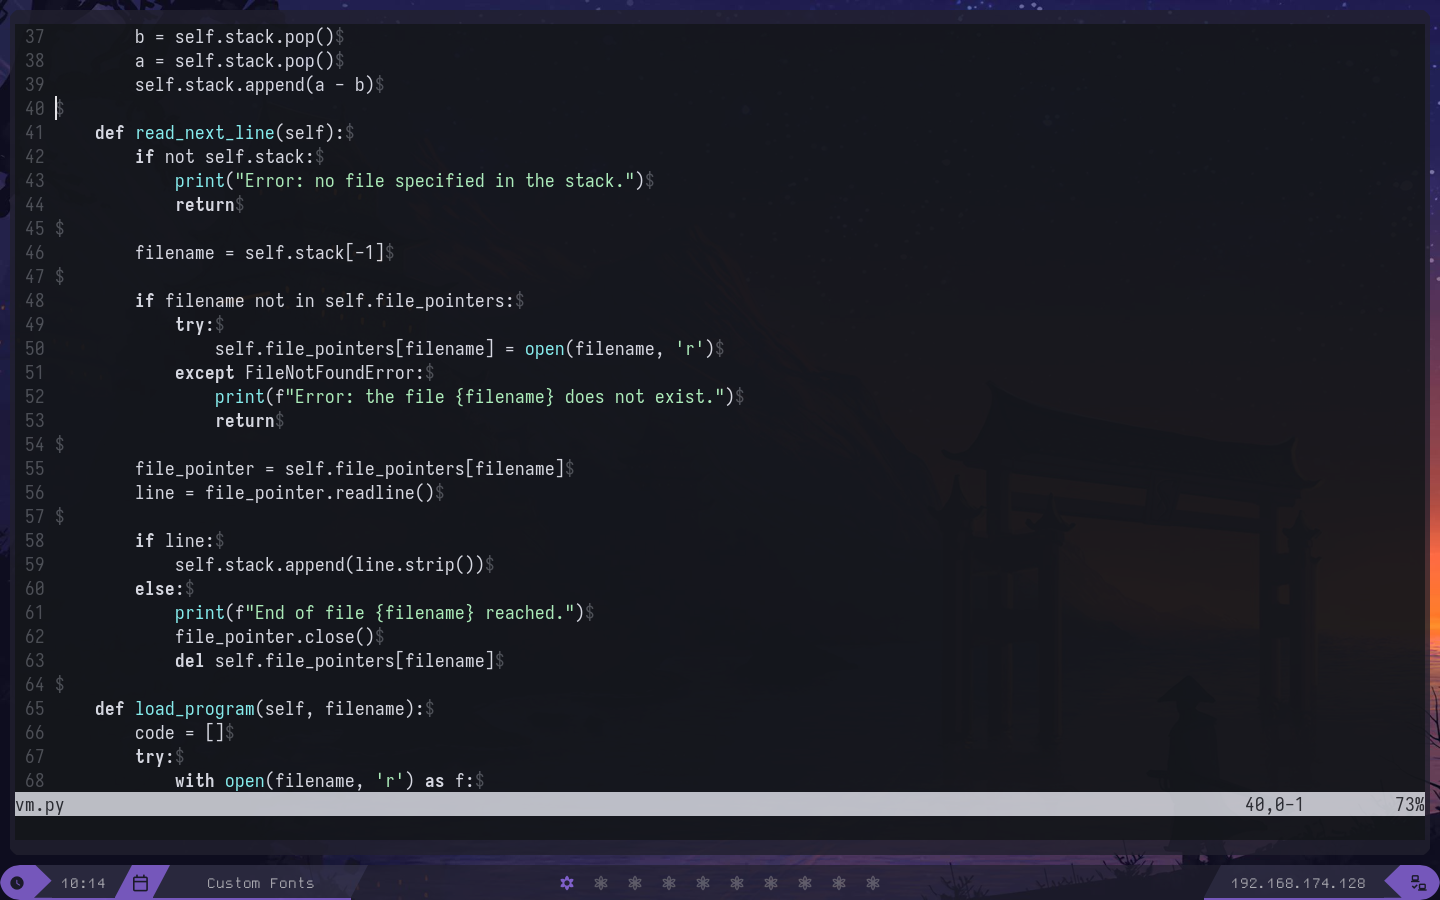 37         b = self.stack.pop()$
38         a = self.stack.pop()$
39         self.stack.append(a - b)$
40 $
41     def read_next_line(self):$
42         if not self.stack:$
43             print("Error: no file specified in the stack.")$
44             return$
45 $
46         filename = self.stack[-1]$
47 $
48         if filename not in self.file_pointers:$
49             try:$
50                 self.file_pointers[filename] = open(filename, 'r')$
51             except FileNotFoundError:$
52                 print(f"Error: the file {filename} does not exist.")$
53                 return$
54 $
55         file_pointer = self.file_pointers[filename]$
56         line = file_pointer.readline()$
57 $
58         if line:$
59             self.stack.append(line.strip())$
60         else:$
61             print(f"End of file {filename} reached.")$
62             file_pointer.close()$
63             del self.file_pointers[filename]$
64 $
65     def load_program(self, filename):$
66         code = []$
67         try:$
68             with open(filename, 'r') as f:$
vm.py 40,0-1 73%
10:14 Custom Fonts 192.168.174.128